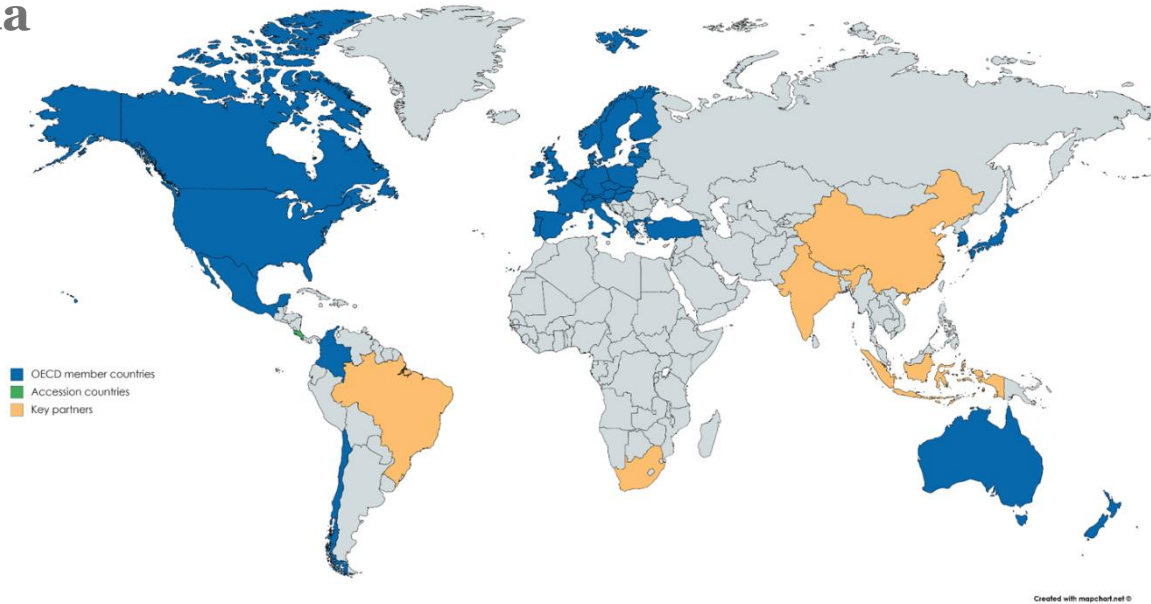 OECD member countries
Accession countries
Key partners
Created with mapchart.net ©